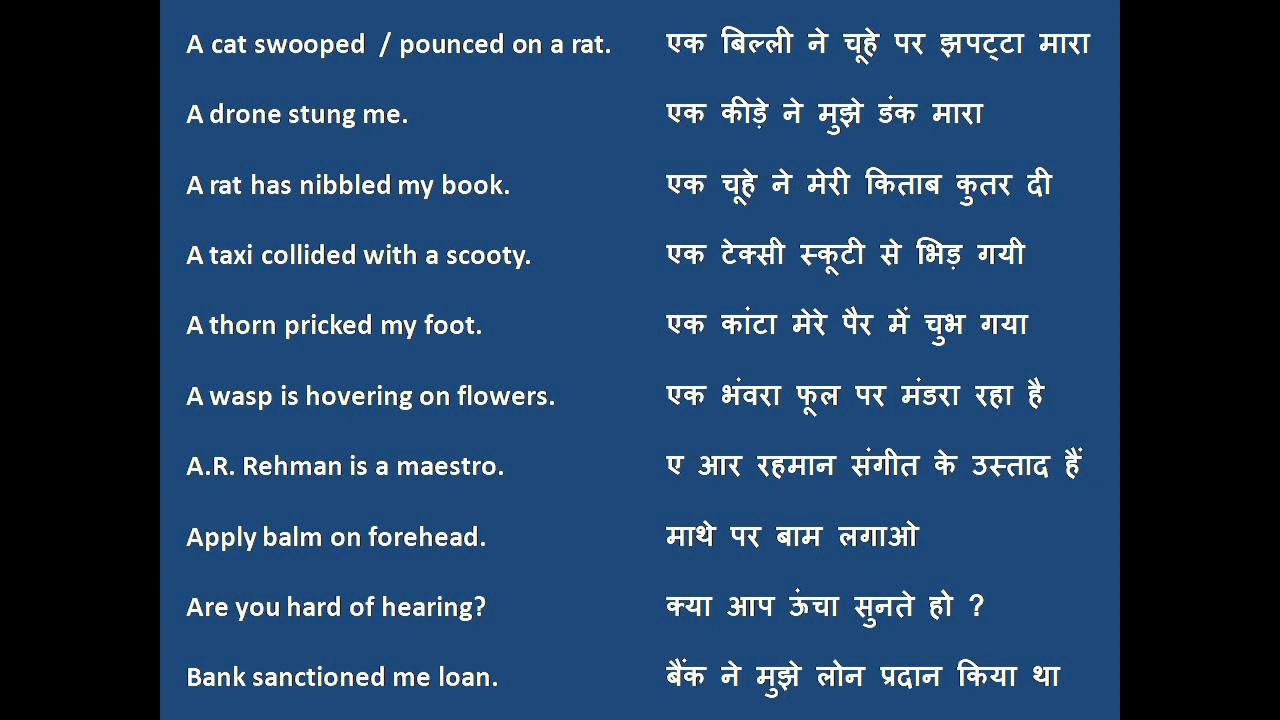 A cat swooped / pounced on a rat. एक बिल्ली ने चूहे पर झपट्टा मारा
A drone stung me. एक कीड़े ने मुझे डंक मारा
A rat has nibbled my book. एक चूहे ने मेरी किताब कुतर दी
A taxi collided with a scooty. एक टेक्सी स्कूटी से भिड़ गयी
A thorn pricked my foot. एक कांटा मेरे पैर में चुभ गया
A wasp is hovering on flowers. एक भंवरा फूल पर मंडरा रहा है
A.R. Rehman is a maestro. ए आर रहमान संगीत के उस्ताद हैं
Apply balm on forehead. माथे पर बाम लगाओ
Are you hard of hearing? क्या आप ऊंचा सुनते हो ?
Bank sanctioned me loan. बैंक ने मुझे लोन प्रदान किया था